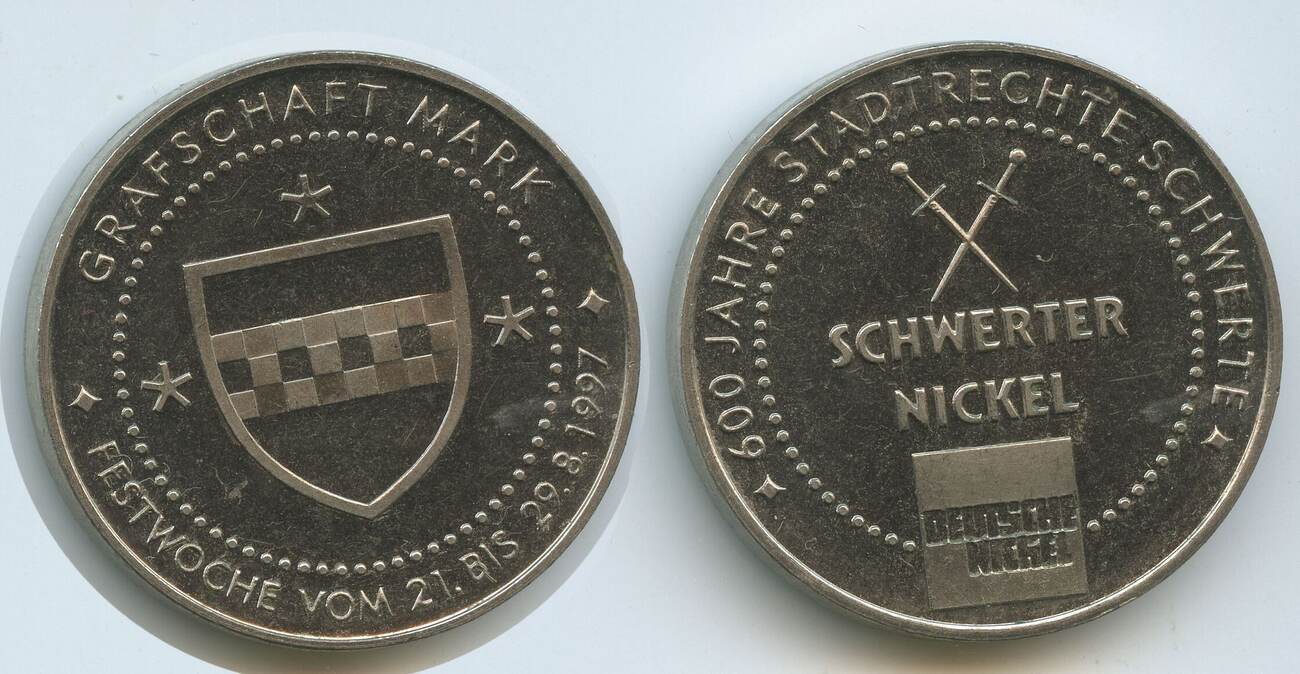 GRAFSCHAFT MARK
FESTWOCHE VOM 21. BIS 29.8.1997
600 JAHRE STADTRECHTE SCHWERTE
SCHWERTER
NICKEL
DEUTSCHE
NICKEL